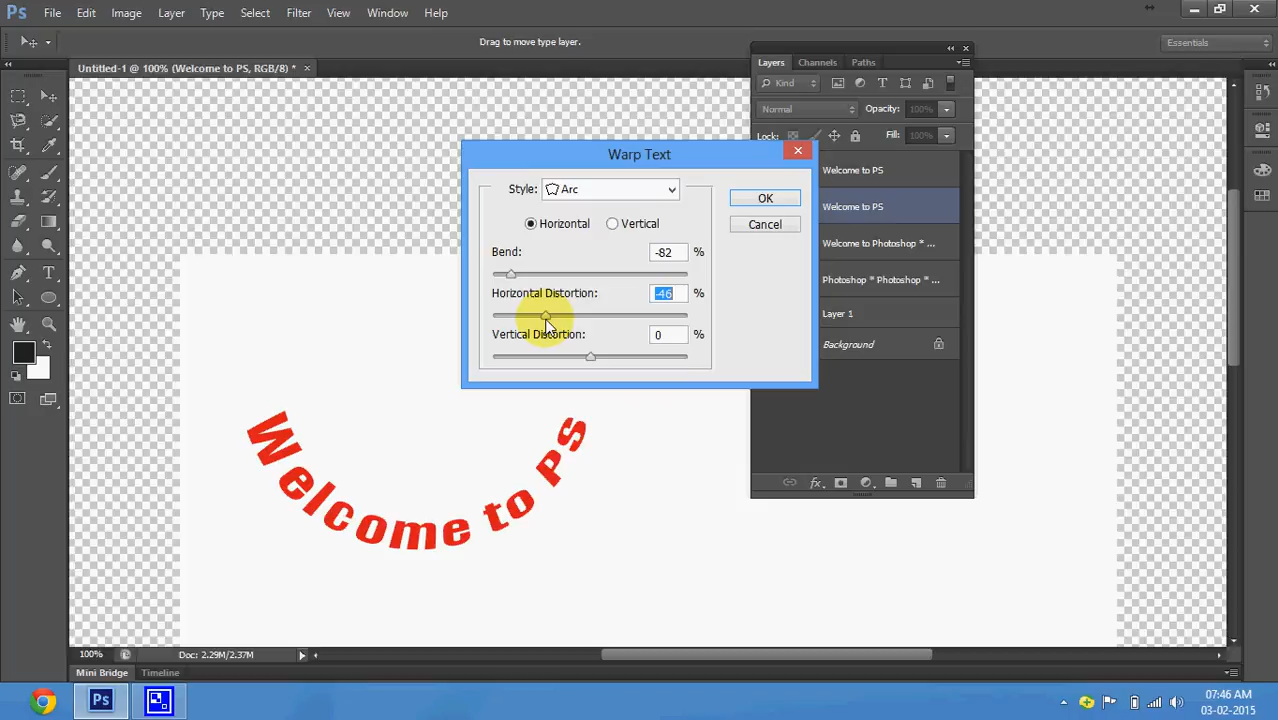 Ps File Edit Image Layer Type Select Filter View Window Help
Drag to move type layer.
Essentials
Untitled-1 @ 100% (Welcome to PS, RGB/8) * ×
Layers Channels Paths
Kind
Normal Opacity: 100%
Lock: Fill: 100%
Welcome to PS
Welcome to PS
Welcome to Photoshop * ...
Photoshop * Photoshop * ...
Layer 1
Background
Warp Text
Style: Arc
Horizontal Vertical
Bend: -82 %
Horizontal Distortion: -46 %
Vertical Distortion: 0 %
OK
Cancel
Welcome to PS
fx
100% Doc: 2.29M/2.37M
Mini Bridge Timeline
Ps
07:46 AM
03-02-2015